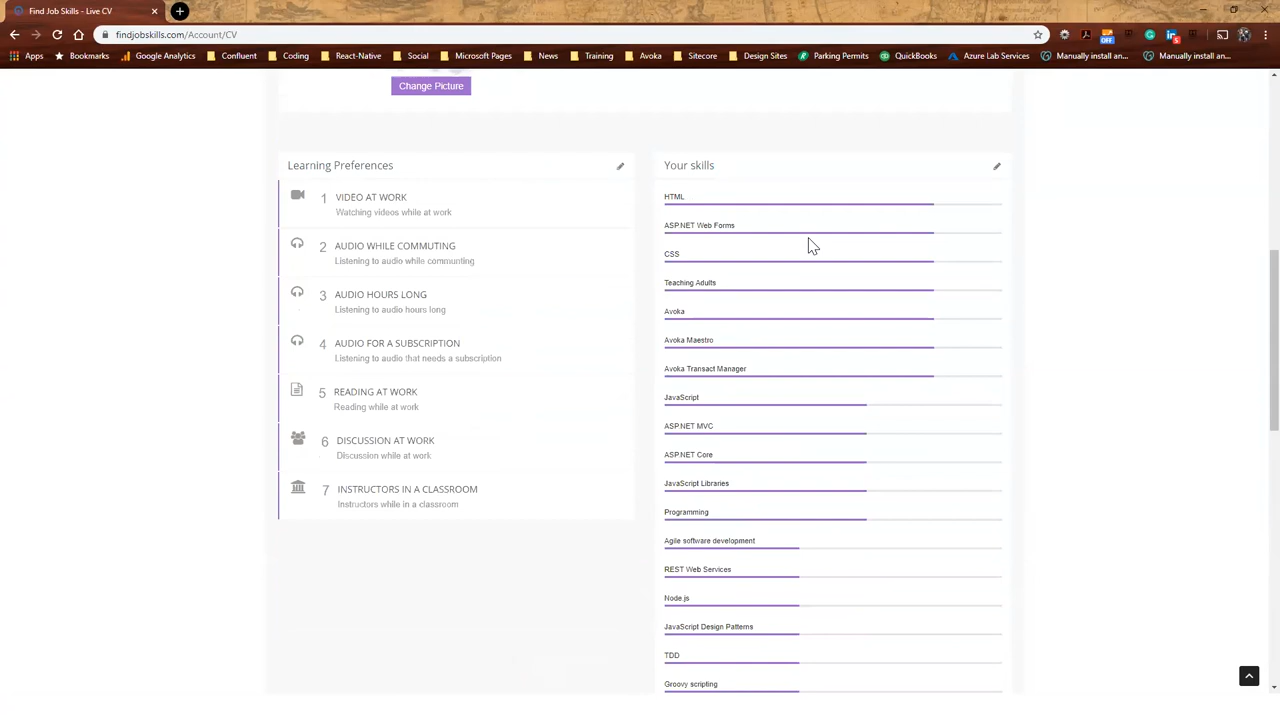 Find Job Skills - Live CV
findjobskills.com/Account/CV
Apps
Bookmarks
Google Analytics
Confluent
Coding
React-Native
Social
Microsoft Pages
News
Training
Avoka
Sitecore
Design Sites
Parking Permits
QuickBooks
Azure Lab Services
Manually install an...
Manually install an...
OFF
5
Change Picture
Learning Preferences
1 VIDEO AT WORK
Watching videos while at work
2 AUDIO WHILE COMMUTING
Listening to audio while communting
3 AUDIO HOURS LONG
Listening to audio hours long
4 AUDIO FOR A SUBSCRIPTION
Listening to audio that needs a subscription
5 READING AT WORK
Reading while at work
6 DISCUSSION AT WORK
Discussion while at work
7 INSTRUCTORS IN A CLASSROOM
Instructors while in a classroom
Your skills
HTML
ASP.NET Web Forms
CSS
Teaching Adults
Avoka
Avoka Maestro
Avoka Transact Manager
JavaScript
ASP.NET MVC
ASP.NET Core
JavaScript Libraries
Programming
Agile software development
REST Web Services
Node.js
JavaScript Design Patterns
TDD
Groovy scripting